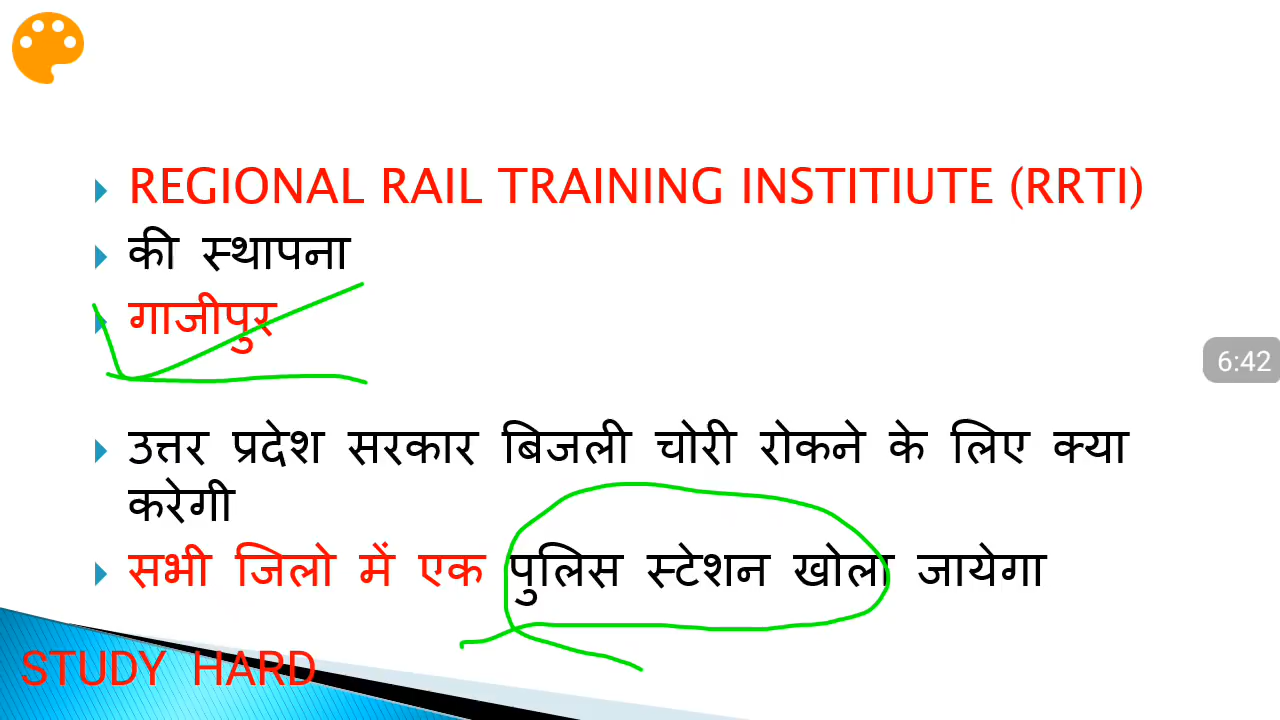 REGIONAL RAIL TRAINING INSTITIUTE (RRTI)
की स्थापना
गाजीपुर
6:42
उत्तर प्रदेश सरकार बिजली चोरी रोकने के लिए क्या
करेगी
सभी जिलो में एक पुलिस स्टेशन खोला जायेगा
STUDY HARD